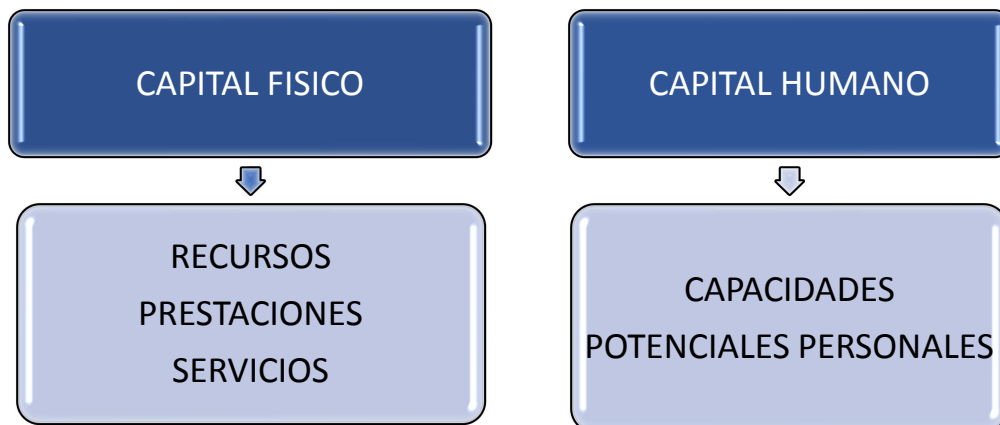 CAPITAL FISICO
RECURSOS
PRESTACIONES
SERVICIOS
CAPITAL HUMANO
CAPACIDADES
POTENCIALES PERSONALES